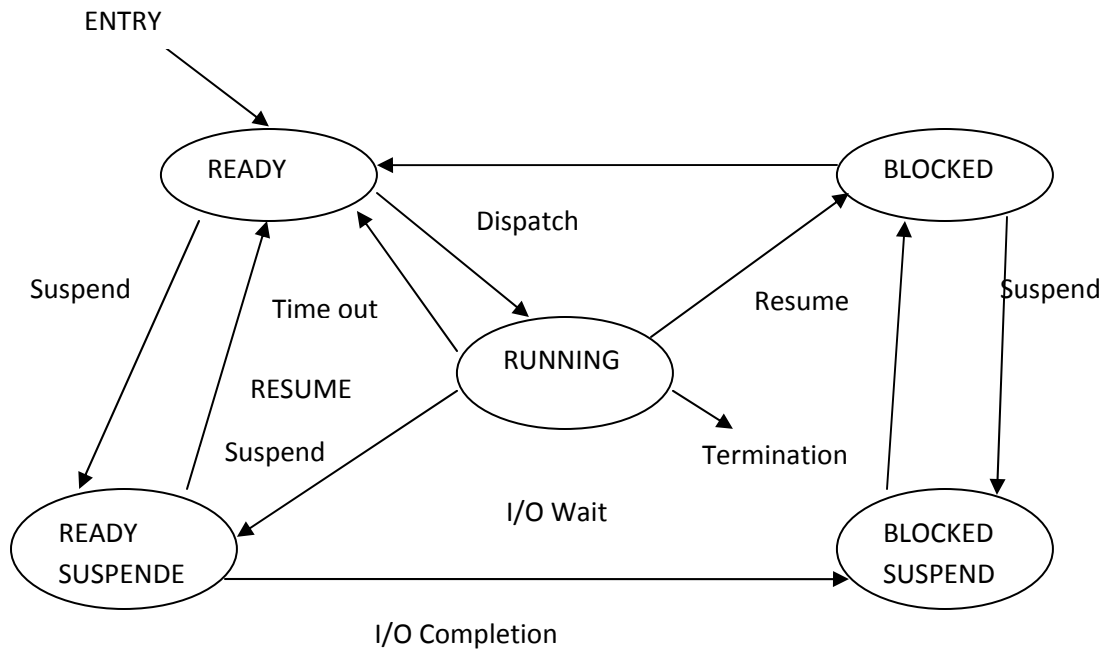 ENTRY
READY
BLOCKED
Dispatch
Suspend
Time out
Resume
Suspend
RUNNING
RESUME
Suspend
Termination
I/O Wait
READY
SUSPENDE
BLOCKED
SUSPEND
I/O Completion